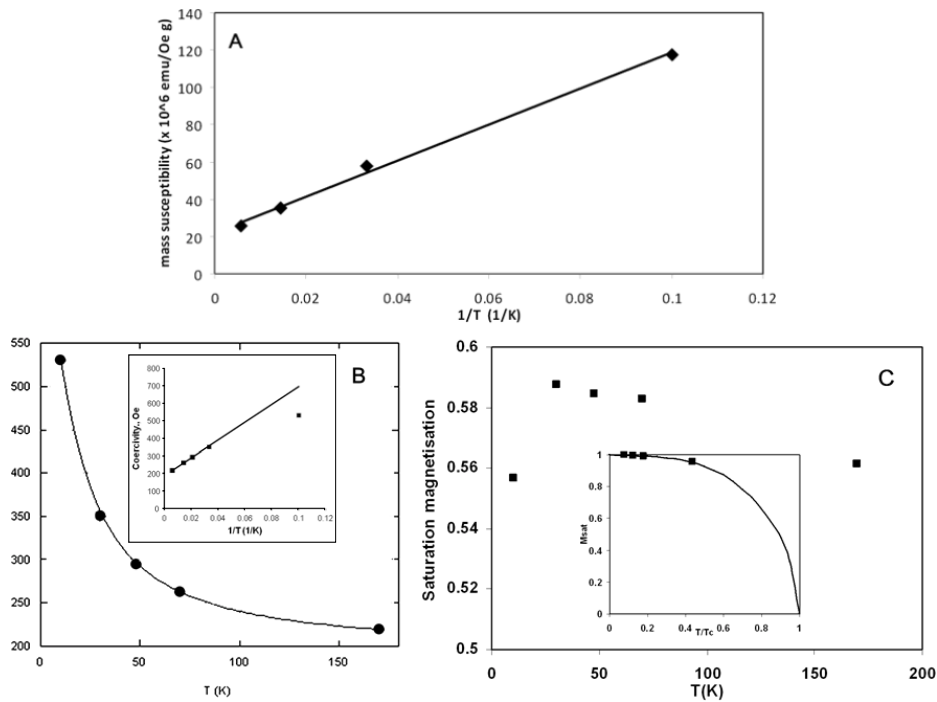 A
mass susceptibility (x 10^6 emu/Oe g)
140
120
100
80
60
40
20
0
0 0.02 0.04 0.06 0.08 0.1 0.12
1/T (1/K)
B
550
500
450
400
350
300
250
200
0 50 100 150
T (K)
Coercivity., Oe
800
700
600
500
400
300
200
100
0
0 0.02 0.04 0.06 0.08 0.1 0.12
1/T (1/K)
C
Saturation magnetisation
0.6
0.58
0.56
0.54
0.52
0.5
0 50 100 150 200
T(K)
Msat
1
0.8
0.6
0.4
0.2
0
0 0.2 0.4 0.6 0.8 1
T/Tc